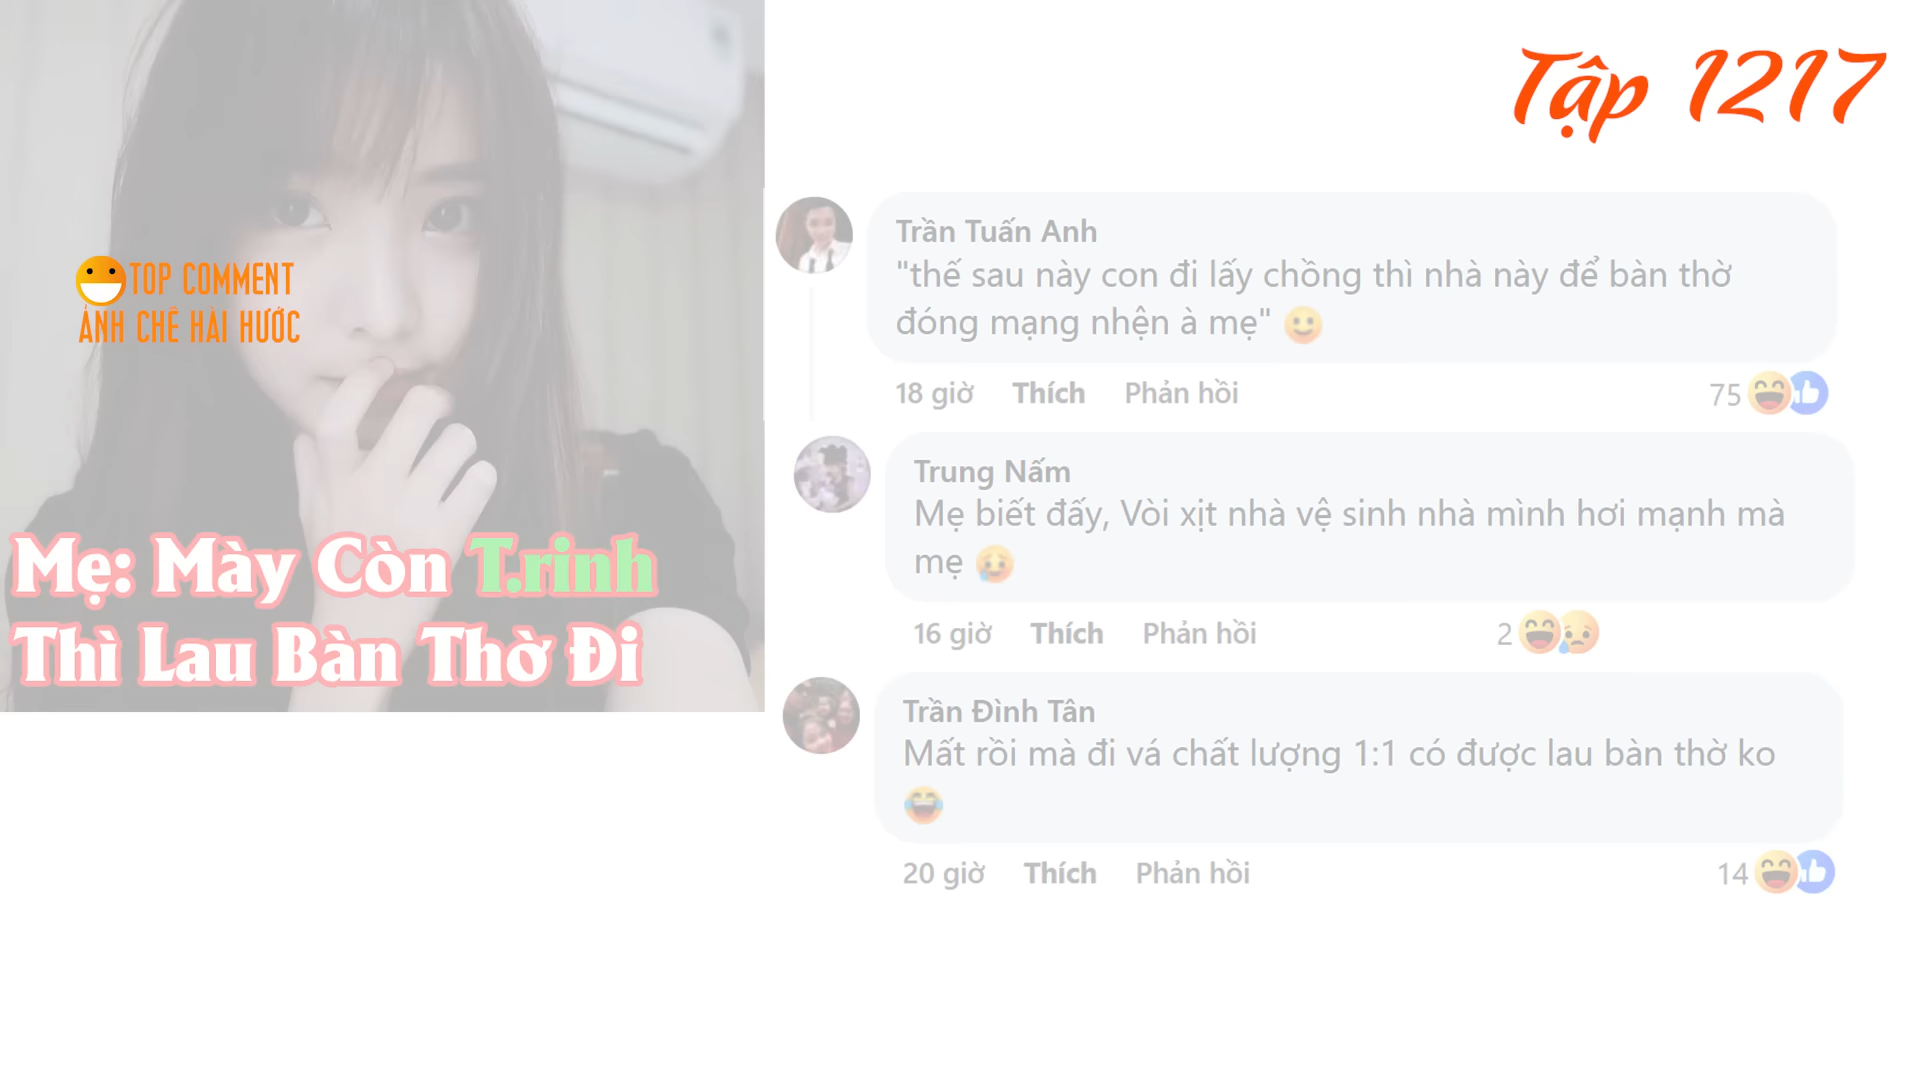 Tập 1217
TOP COMMENT
ẢNH CHẾ HÀI HƯỚC
Mẹ: Mày Còn T.rinh
Thì Lau Bàn Thờ Đi
Trần Tuấn Anh
"thế sau này con đi lấy chồng thì nhà này để bàn thờ
đóng mạng nhện à mẹ" 🙂
18 giờ Thích Phản hồi 75
Trung Nấm
Mẹ biết đấy, Vòi xịt nhà vệ sinh nhà mình hơi mạnh mà
mẹ 🥲
16 giờ Thích Phản hồi 2
Trần Đình Tân
Mất rồi mà đi vá chất lượng 1:1 có được lau bàn thờ ko
😂
20 giờ Thích Phản hồi 14